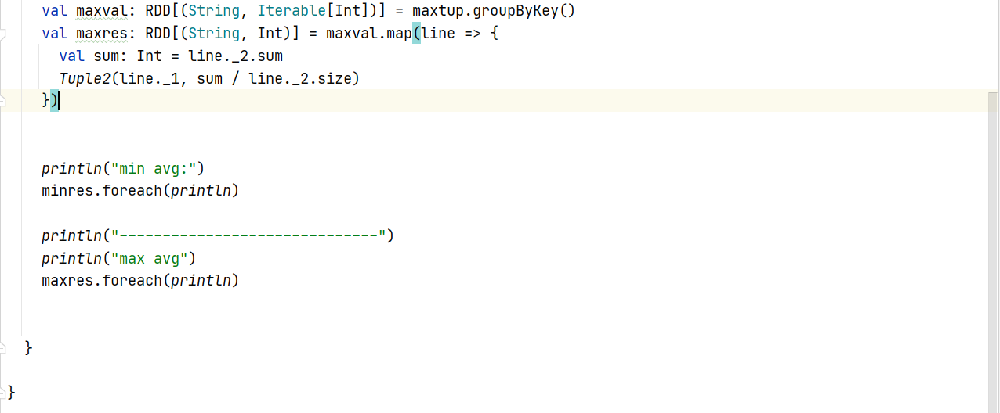 val maxval: RDD[(String, Iterable[Int])] = maxtup.groupByKey()
val maxres: RDD[(String, Int)] = maxval.map(line => {
val sum: Int = line._2.sum
Tuple2(line._1, sum / line._2.size)
})
println("min avg:")
minres.foreach(println)
println("------------------------------")
println("max avg")
maxres.foreach(println)
}
}